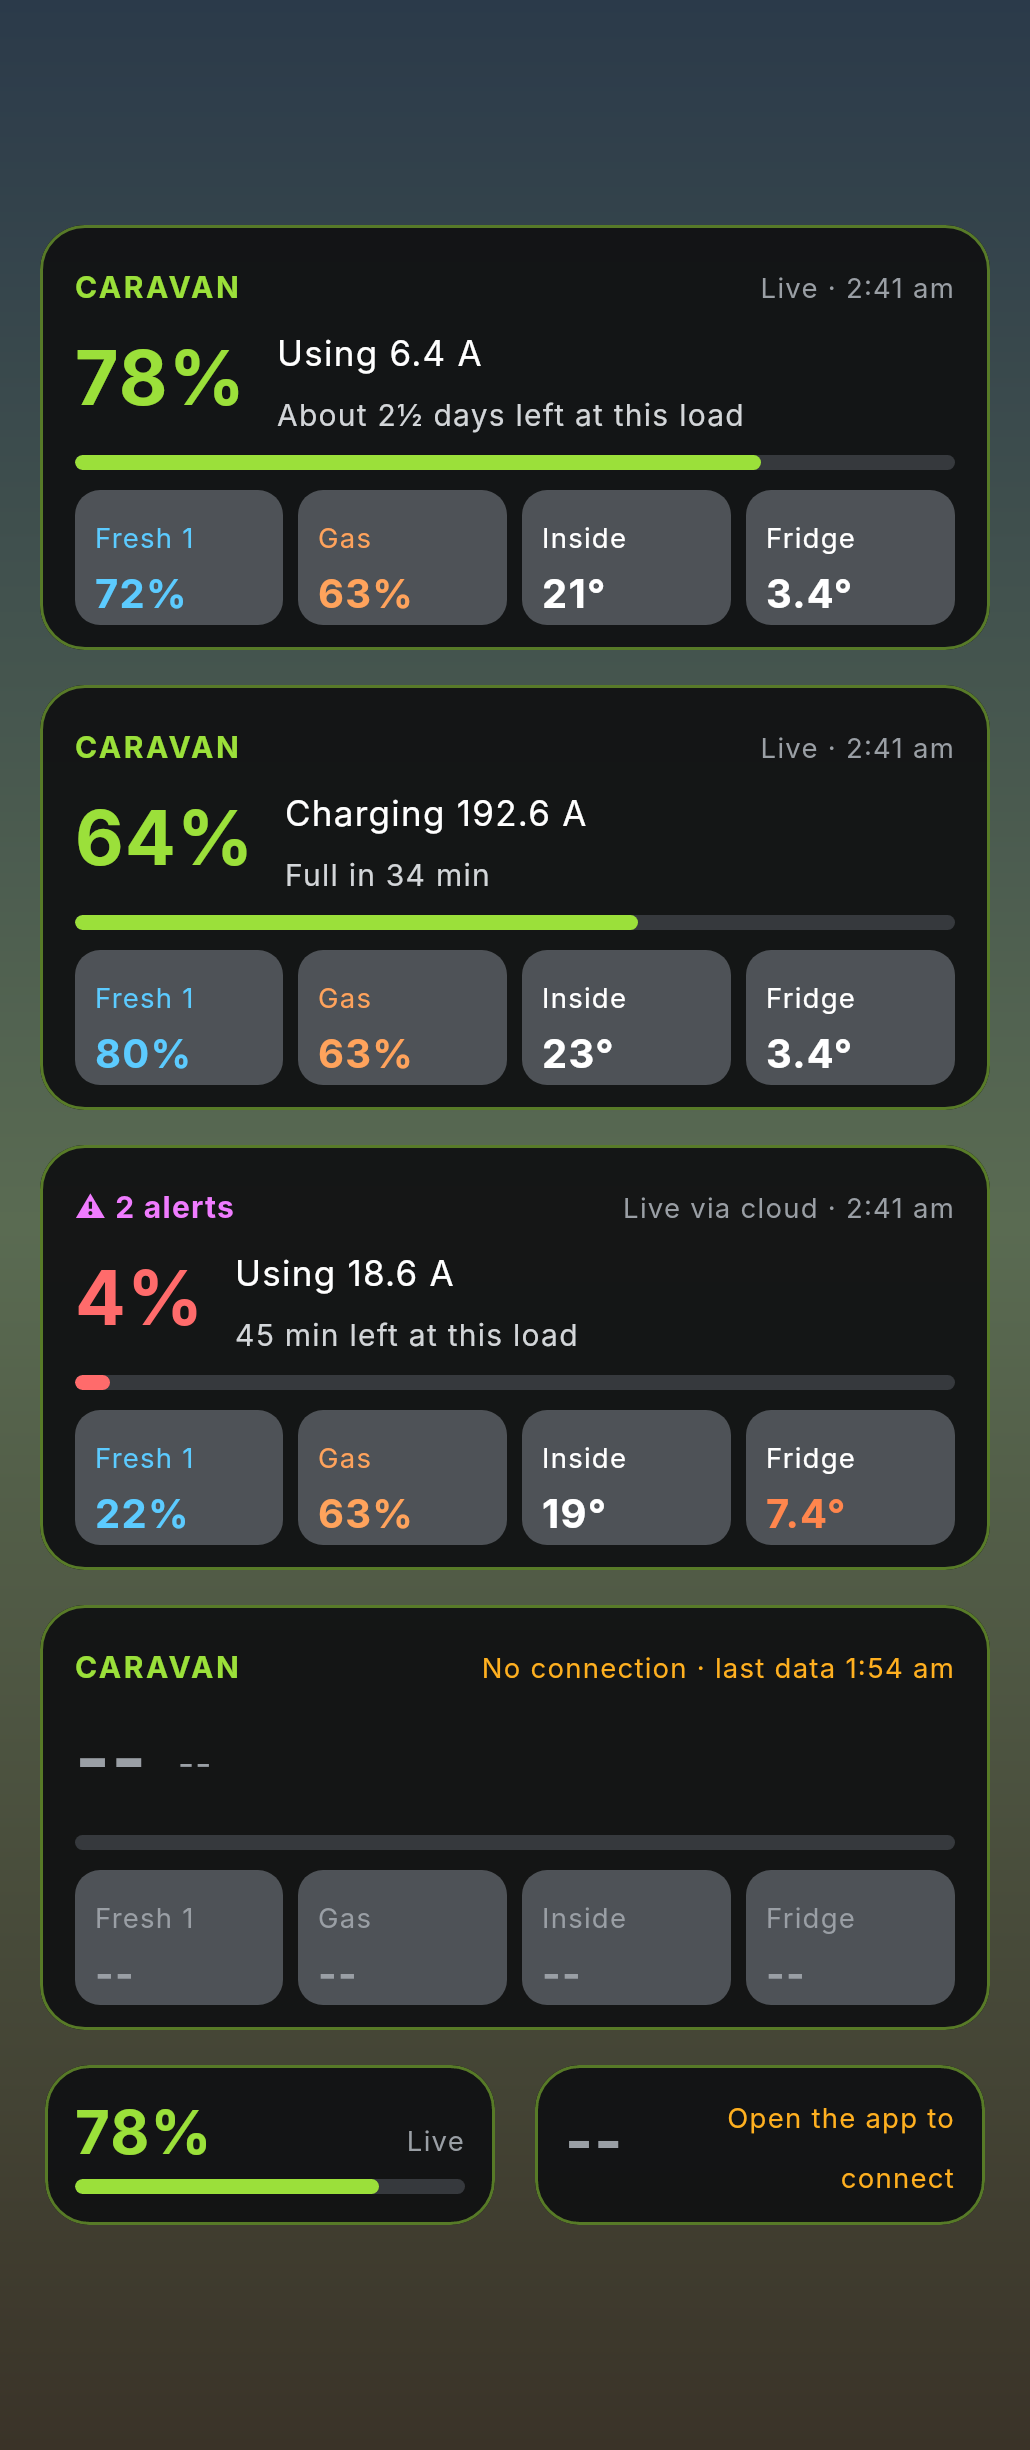 CARAVAN
Live · 2:41 am
78%
Using 6.4 A
About 2½ days left at this load
Fresh 1
Gas
Inside
Fridge
72%
63%
21°
3.4°
CARAVAN
Live · 2:41 am
64%
Charging 192.6 A
Full in 34 min
Fresh 1
Gas
Inside
Fridge
80%
63%
23°
3.4°
⚠ 2 alerts
Live via cloud · 2:41 am
4%
Using 18.6 A
45 min left at this load
Fresh 1
Gas
Inside
Fridge
22%
63%
19°
7.4°
CARAVAN
No connection · last data 1:54 am
--
--
Fresh 1
Gas
Inside
Fridge
--
--
--
--
78%
Live
--
Open the app to
connect